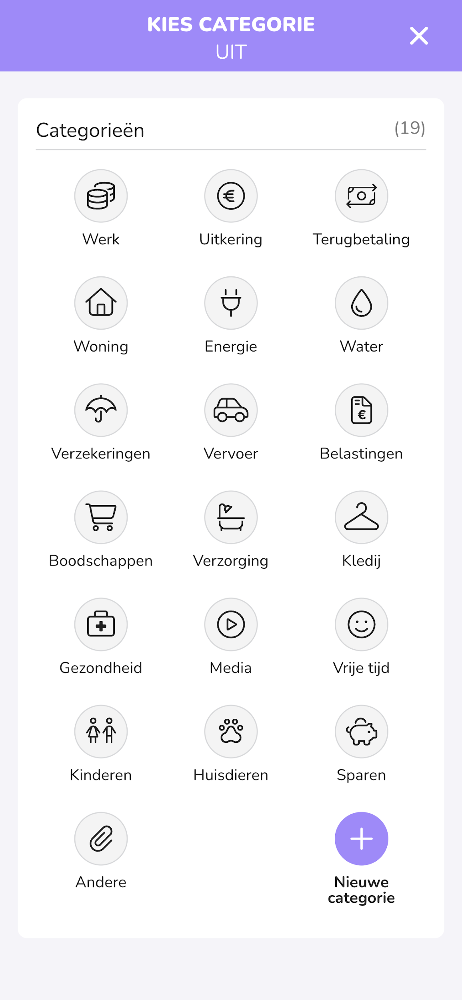 KIES CATEGORIE
UIT
Categorieën (19)
Werk Uitkering Terugbetaling
Woning Energie Water
Verzekeringen Vervoer Belastingen
Boodschappen Verzorging Kledij
Gezondheid Media Vrije tijd
Kinderen Huisdieren Sparen
Andere Nieuwe
categorie